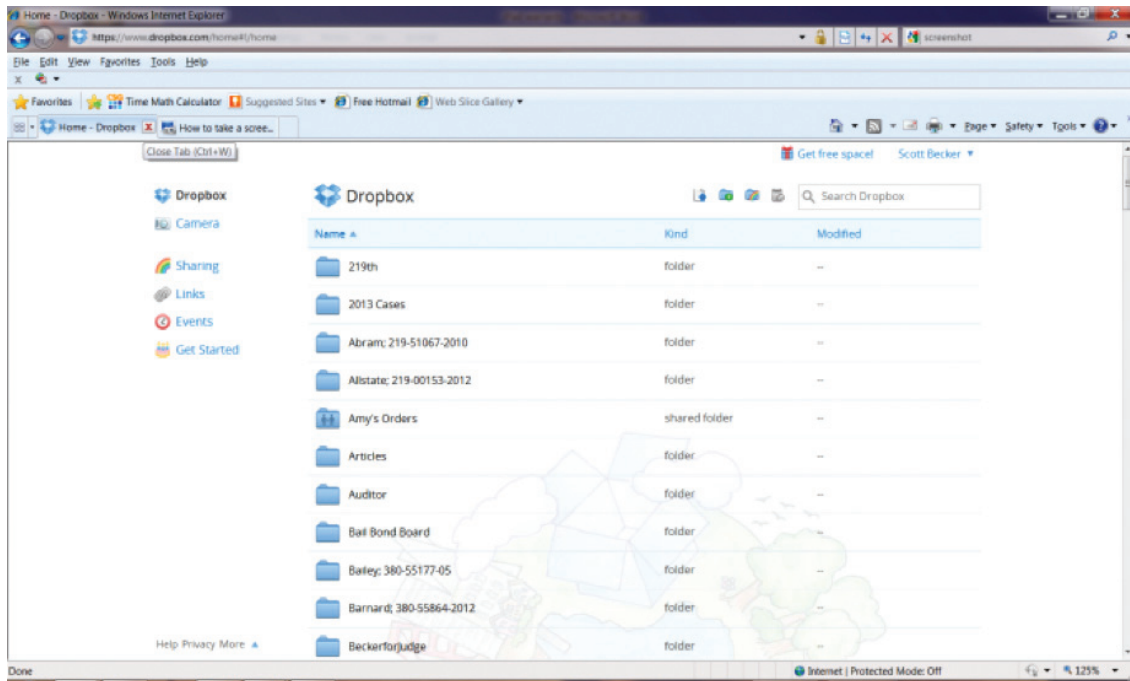 Home - Dropbox - Windows Internet Explorer
https://www.dropbox.com/home#!/home
screenshot
File Edit View Favorites Tools Help
x
Favorites Time Math Calculator Suggested Sites Free Hotmail Web Slice Gallery
Home - Dropbox x How to take a scree...
Page Safety Tools
Close Tab (Ctrl+W)
Get free space! Scott Becker
Dropbox
Camera
Sharing
Links
Events
Get Started
Dropbox
Search Dropbox
Name Kind Modified
219th folder --
2013 Cases folder --
Abram; 219-51067-2010 folder --
Allstate; 219-00153-2012 folder --
Amy's Orders shared folder --
Articles folder --
Auditor folder --
Bail Bond Board folder --
Bailey; 380-55177-05 folder --
Barnard; 380-55864-2012 folder --
Beckerforjudge folder --
Help Privacy More
Done Internet | Protected Mode: Off 125%